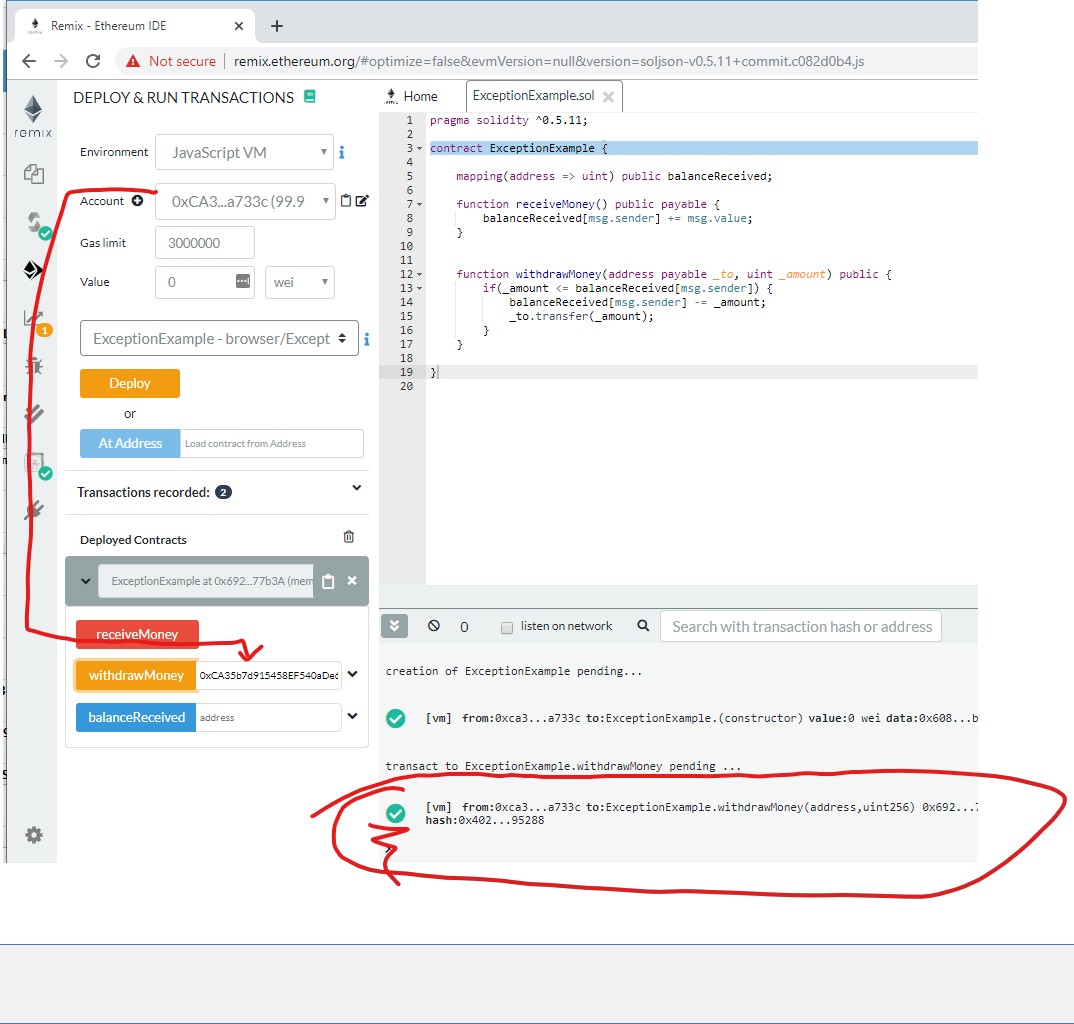 Remix - Ethereum IDE
Not secure | remix.ethereum.org/#optimize=false&evmVersion=null&version=soljson-v0.5.11+commit.c082d0b4.js
remix
DEPLOY & RUN TRANSACTIONS
Environment JavaScript VM
Account 0xCA3...a733c (99.9
Gas limit 3000000
Value 0 wei
1
ExceptionExample - browser/Except
Deploy
or
At Address Load contract from Address
Transactions recorded: 2
Deployed Contracts
ExceptionExample at 0x692...77b3A (mem
receiveMoney
withdrawMoney 0xCA35b7d915458EF540aDe
balanceReceived address
Home ExceptionExample.sol
1 pragma solidity ^0.5.11;
2
3 contract ExceptionExample {
4
5 mapping(address => uint) public balanceReceived;
6
7 function receiveMoney() public payable {
8 balanceReceived[msg.sender] += msg.value;
9 }
10
11
12 function withdrawMoney(address payable _to, uint _amount) public {
13 if(_amount <= balanceReceived[msg.sender]) {
14 balanceReceived[msg.sender] -= _amount;
15 _to.transfer(_amount);
16 }
17 }
18
19 }
20
0 listen on network Search with transaction hash or address
creation of ExceptionExample pending...
[vm] from:0xca3...a733c to:ExceptionExample.(constructor) value:0 wei data:0x608...b
transact to ExceptionExample.withdrawMoney pending ...
[vm] from:0xca3...a733c to:ExceptionExample.withdrawMoney(address,uint256) 0x692...7
hash:0x402...95288
>